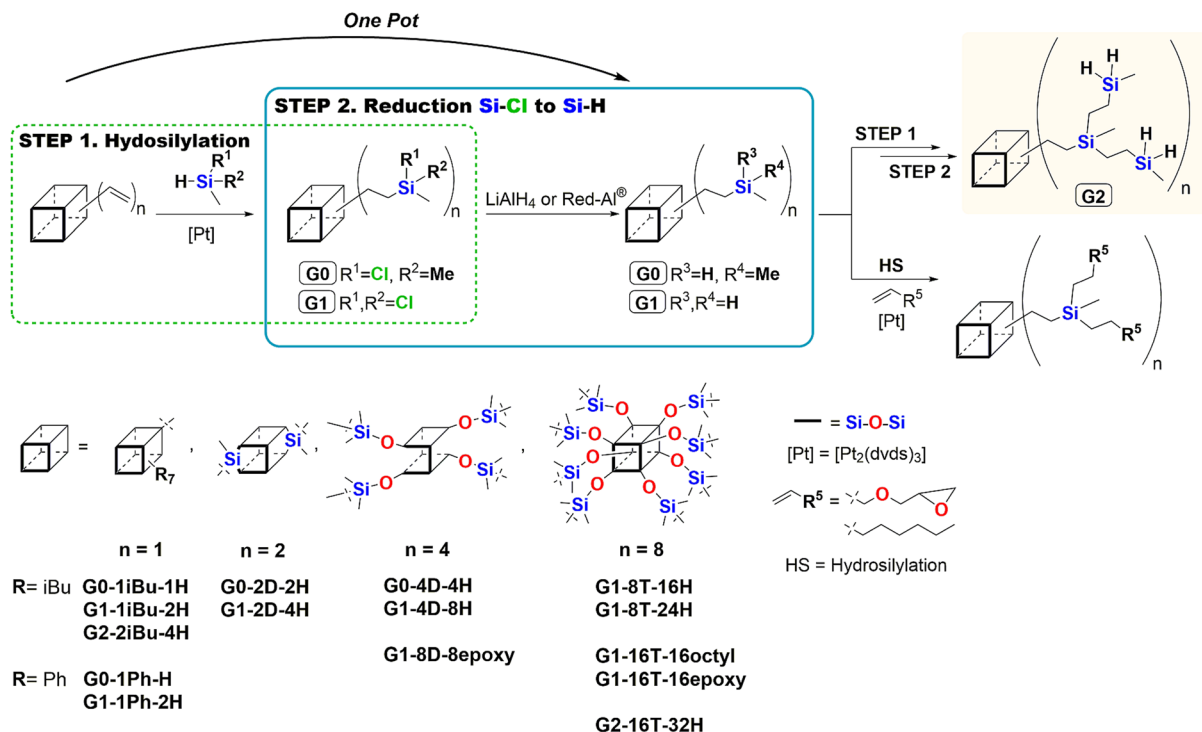 One Pot
STEP 2. Reduction Si-Cl to Si-H
STEP 1. Hydosilylation
R¹
H-Si-R²
[Pt]
n
R¹
R²
Si
n
LiAlH₄ or Red-Al®
R³
R⁴
Si
n
G0 R¹=Cl, R²=Me
G1 R¹,R²=Cl
G0 R³=H, R⁴=Me
G1 R³,R⁴=H
STEP 1
STEP 2
H H
Si
Si
H
H
Si
n
G2
HS
R⁵
[Pt]
R⁵
Si
R⁵
n
=
R₇
,
Si
Si
,
Si
O
O
Si
Si
O
O
Si
,
Si
O
O
Si
Si
O
O
Si
Si
O
O
Si
Si
O
O
Si
= Si-O-Si
[Pt] = [Pt₂(dvds)₃]
R⁵ =
O
O
HS = Hydrosilylation
n = 1
n = 2
n = 4
n = 8
R= iBu
G0-1iBu-1H
G1-1iBu-2H
G2-2iBu-4H
G0-2D-2H
G1-2D-4H
G0-4D-4H
G1-4D-8H
G1-8D-8epoxy
G1-8T-16H
G1-8T-24H
G1-16T-16octyl
G1-16T-16epoxy
G2-16T-32H
R= Ph
G0-1Ph-H
G1-1Ph-2H